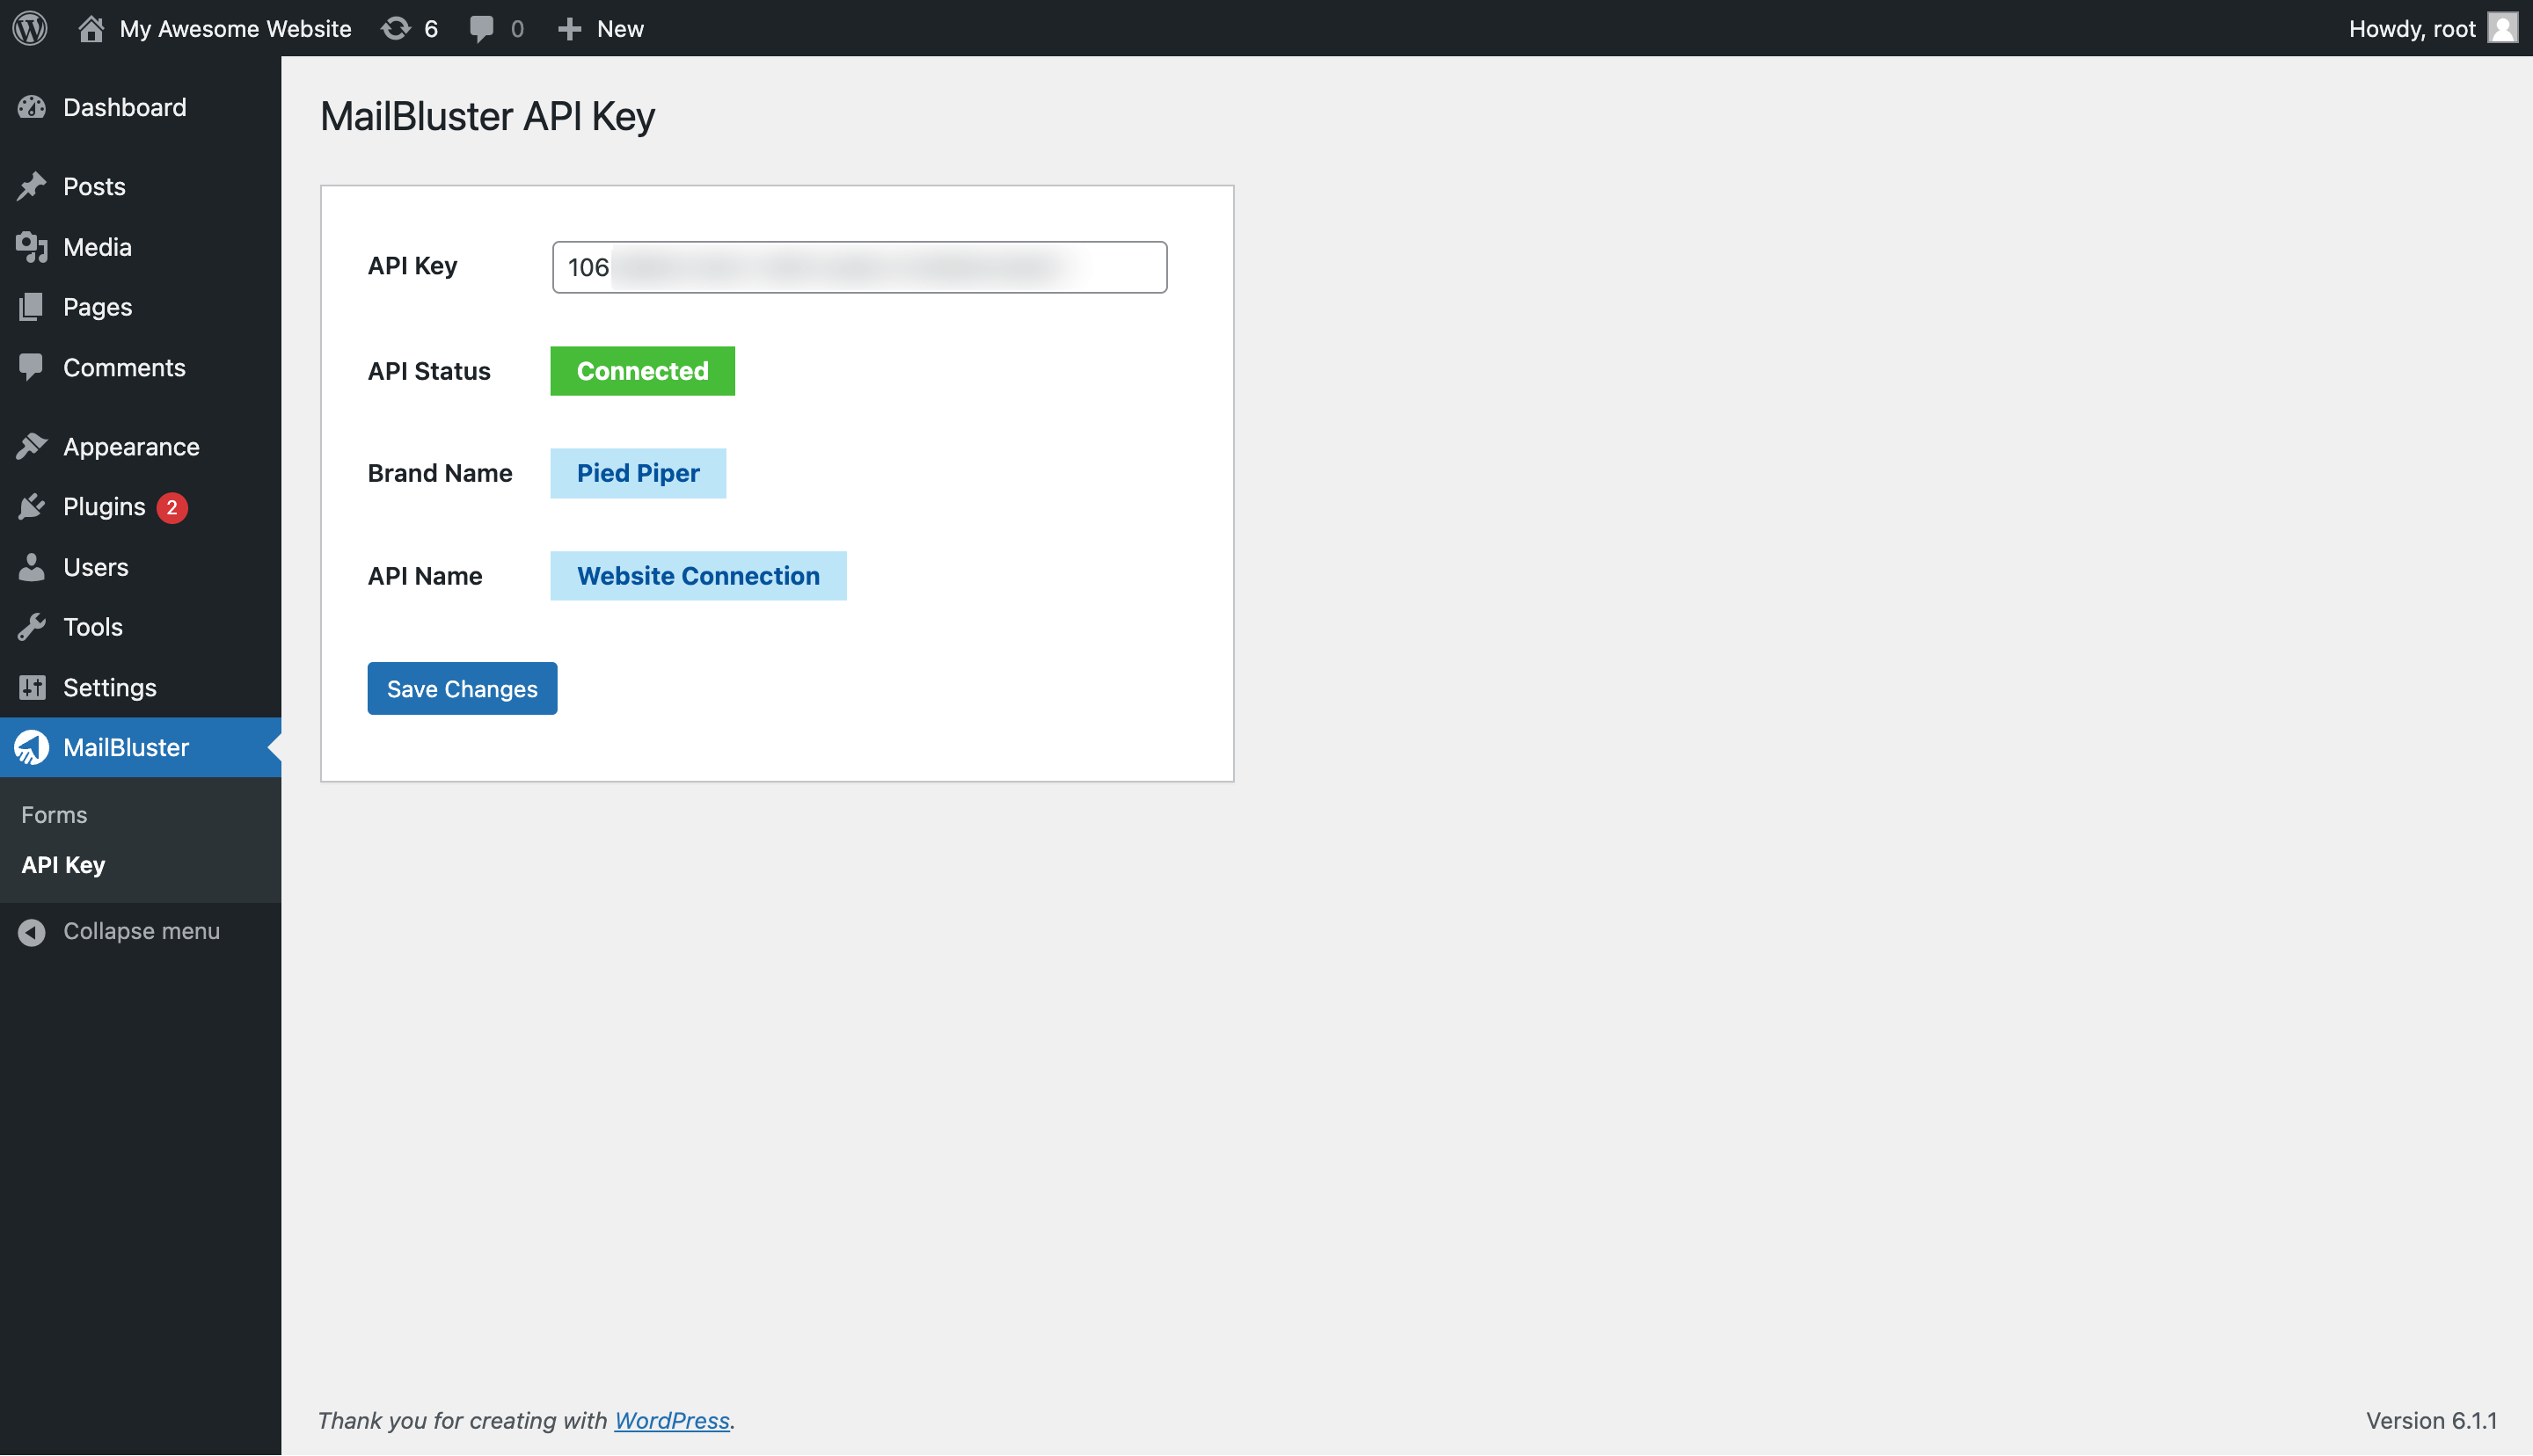 My Awesome Website 6 0 New Howdy, root
Dashboard
Posts
Media
Pages
Comments
Appearance
Plugins 2
Users
Tools
Settings
MailBluster
Forms
API Key
Collapse menu
MailBluster API Key
API Key 106
API Status Connected
Brand Name Pied Piper
API Name Website Connection
Save Changes
Thank you for creating with WordPress.
Version 6.1.1